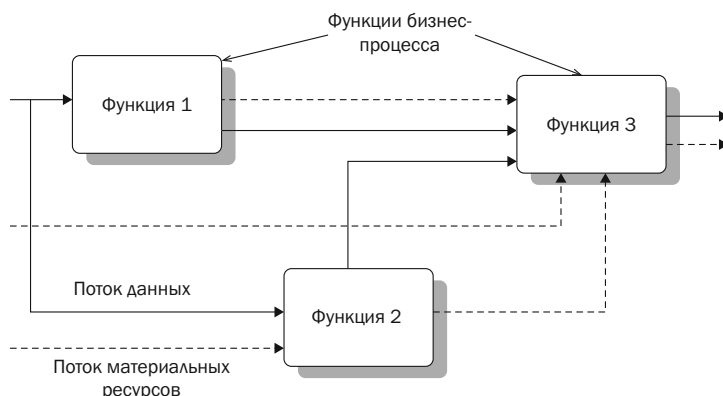 Функции бизнес-
процесса
Функция 1
Функция 3
Поток данных
Функция 2
Поток материальных
ресурсов